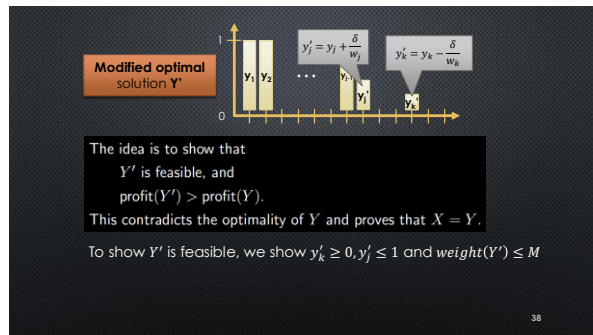 1
Modified optimal
solution Y'
y₁
y₂
...
yⱼ₋
yⱼ'
yₖ'
0
y'ⱼ = yⱼ + δ/wⱼ
y'ₖ = yₖ − δ/wₖ
The idea is to show that
Y′ is feasible, and
profit(Y′) > profit(Y).
This contradicts the optimality of Y and proves that X = Y.
To show Y′ is feasible, we show y'ₖ ≥ 0, y'ⱼ ≤ 1 and weight(Y′) ≤ M
38